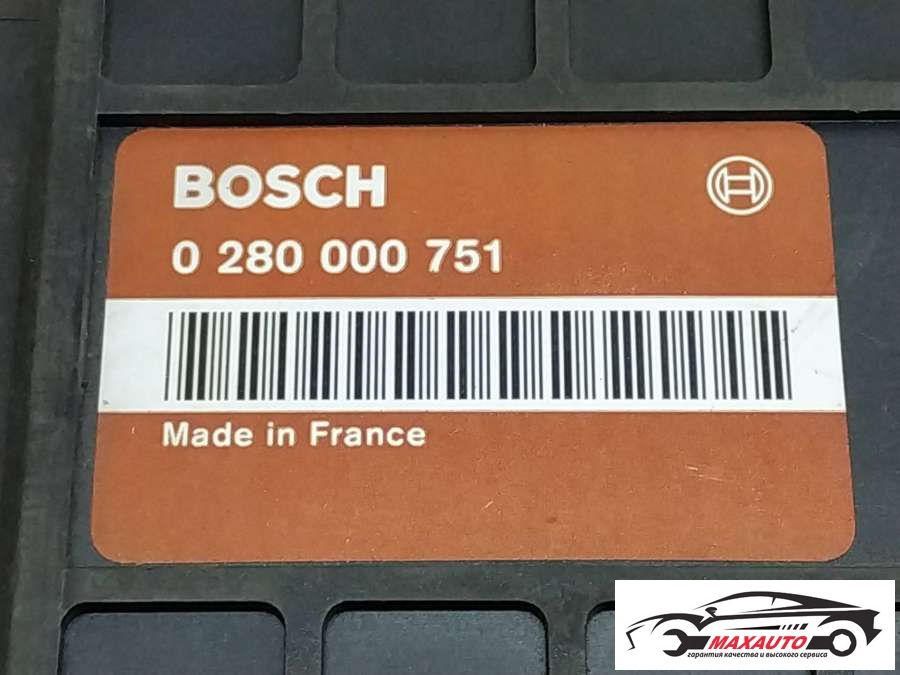 BOSCH
0 280 000 751
Made in France
MAXAUTO
гарантия качества и высокого сервиса